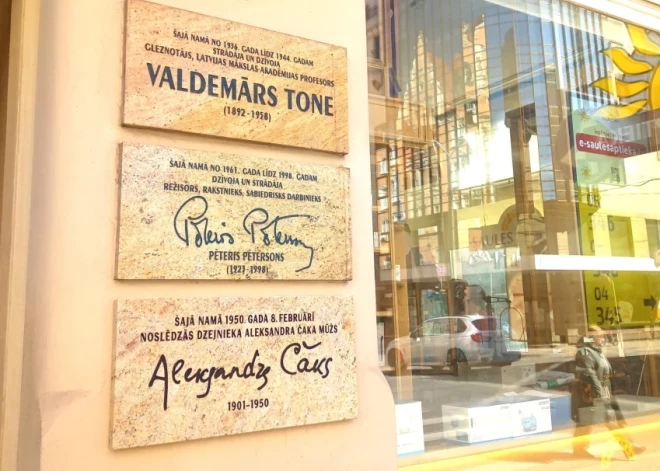 ŠAJĀ NAMĀ NO 1936. GADA LĪDZ 1944. GADAM
STRĀDĀJA UN DZĪVOJA
GLEZNOTĀJS, LATVIJAS MĀKSLAS AKADĒMIJAS PROFESORS
VALDEMĀRS TONE
(1892-1958)
ŠAJĀ NAMĀ NO 1961. GADA LĪDZ 1998. GADAM
DZĪVOJA UN STRĀDĀJA
REŽISORS, RAKSTNIEKS, SABIEDRISKS DARBINIEKS
Pēteris Pētersons
PĒTERIS PĒTERSONS
(1923-1998)
ŠAJĀ NAMĀ 1950. GADA 8. FEBRUĀRĪ
NOSLĒDZĀS DZEJNIEKA ALEKSANDRA ČAKA MŪŽS
Aleksandrs Čaks
1901-1950
e-saulesaptieka
SAULES
04
345